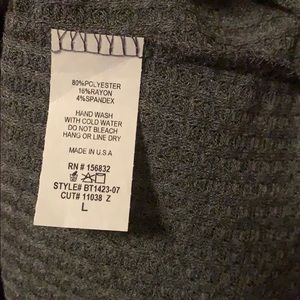 80%POLYESTER
16%RAYON
4%SPANDEX
HAND WASH
WITH COLD WATER
DO NOT BLEACH
HANG OR LINE DRY
MADE IN U.S.A
RN # 156832
STYLE# BT1423-07
CUT# 11038 Z
L